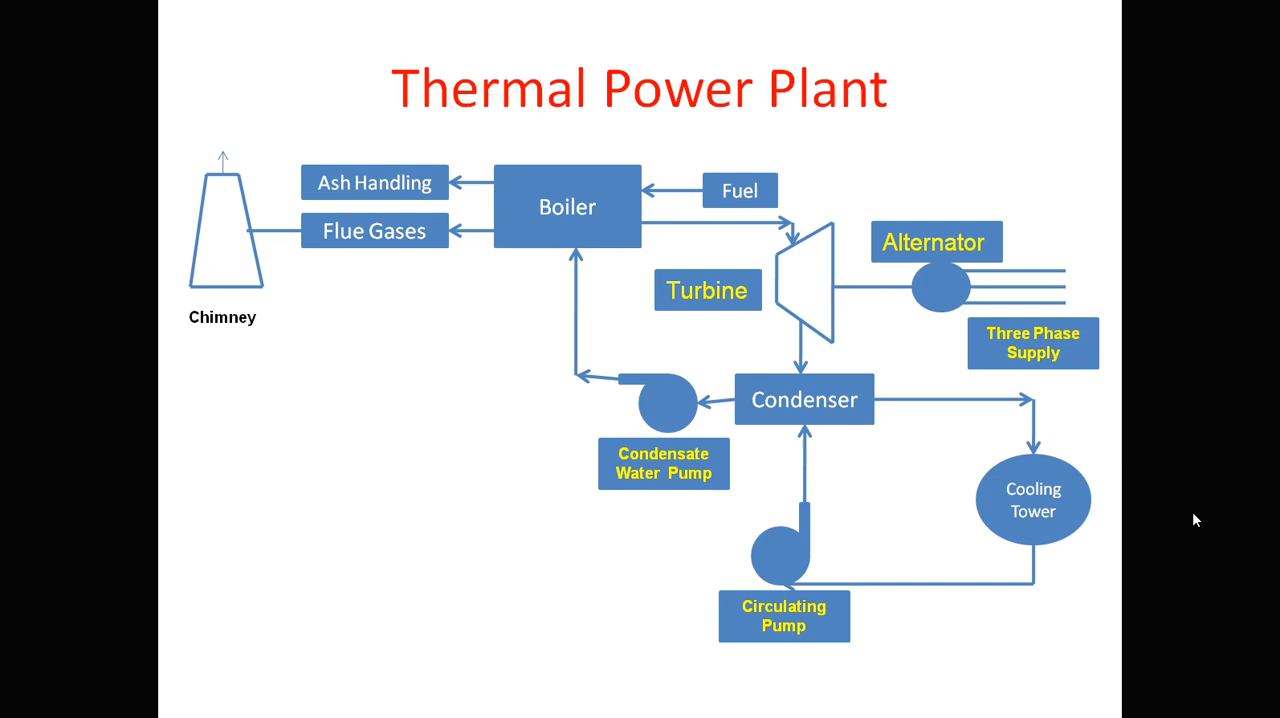 Thermal Power Plant
Ash Handling
Boiler
Fuel
Flue Gases
Alternator
Turbine
Chimney
Three Phase
Supply
Condenser
Condensate
Water Pump
Cooling
Tower
Circulating
Pump